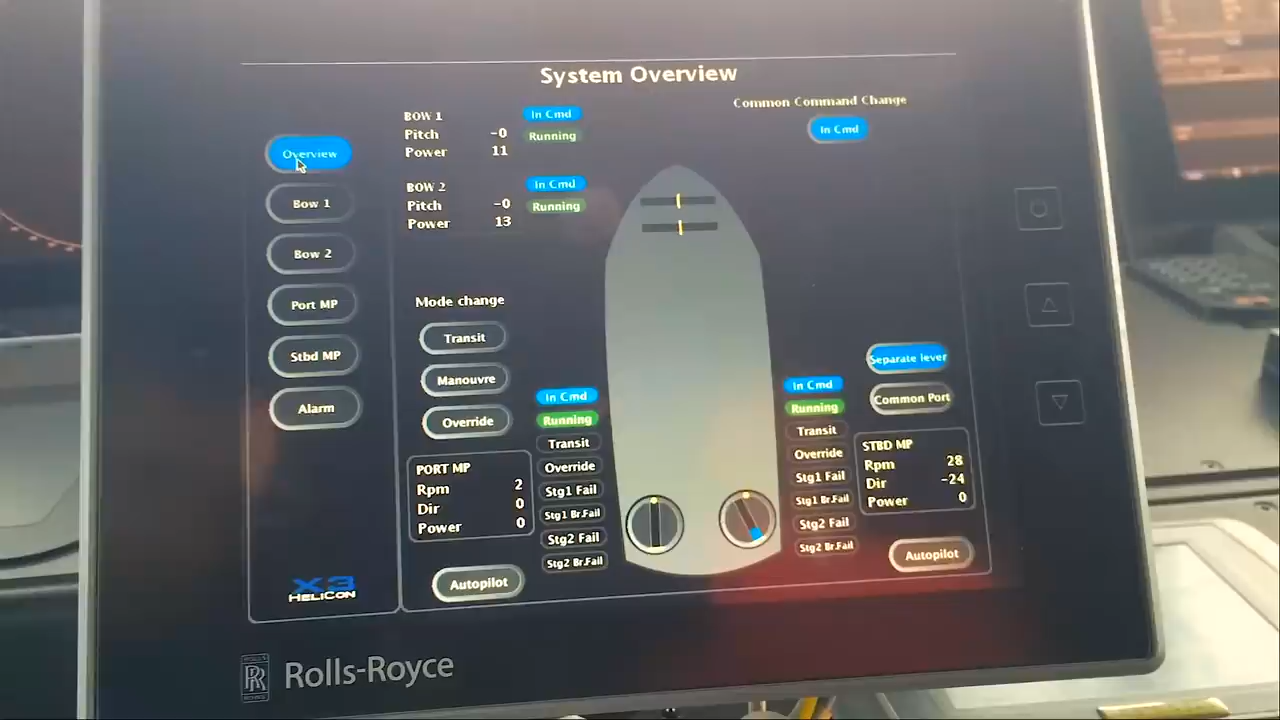 System Overview
Common Command Change
In Cmd
Overview
Bow 1
Bow 2
Port MP
Stbd MP
Alarm
BOW 1 In Cmd
Pitch -0 Running
Power 11
BOW 2 In Cmd
Pitch -0 Running
Power 13
Mode change
Transit
Manouvre
Override
PORT MP
Rpm 2
Dir 0
Power 0
Autopilot
In Cmd
Running
Transit
Override
Stg1 Fail
Stg1 Br.Fail
Stg2 Fail
Stg2 Br.Fail
In Cmd
Running
Transit
Override
Stg1 Fail
Stg1 Br.Fail
Stg2 Fail
Stg2 Br.Fail
Separate lever
Common Port
STBD MP
Rpm 28
Dir -24
Power 0
Autopilot
X3
HELICON
RR Rolls-Royce